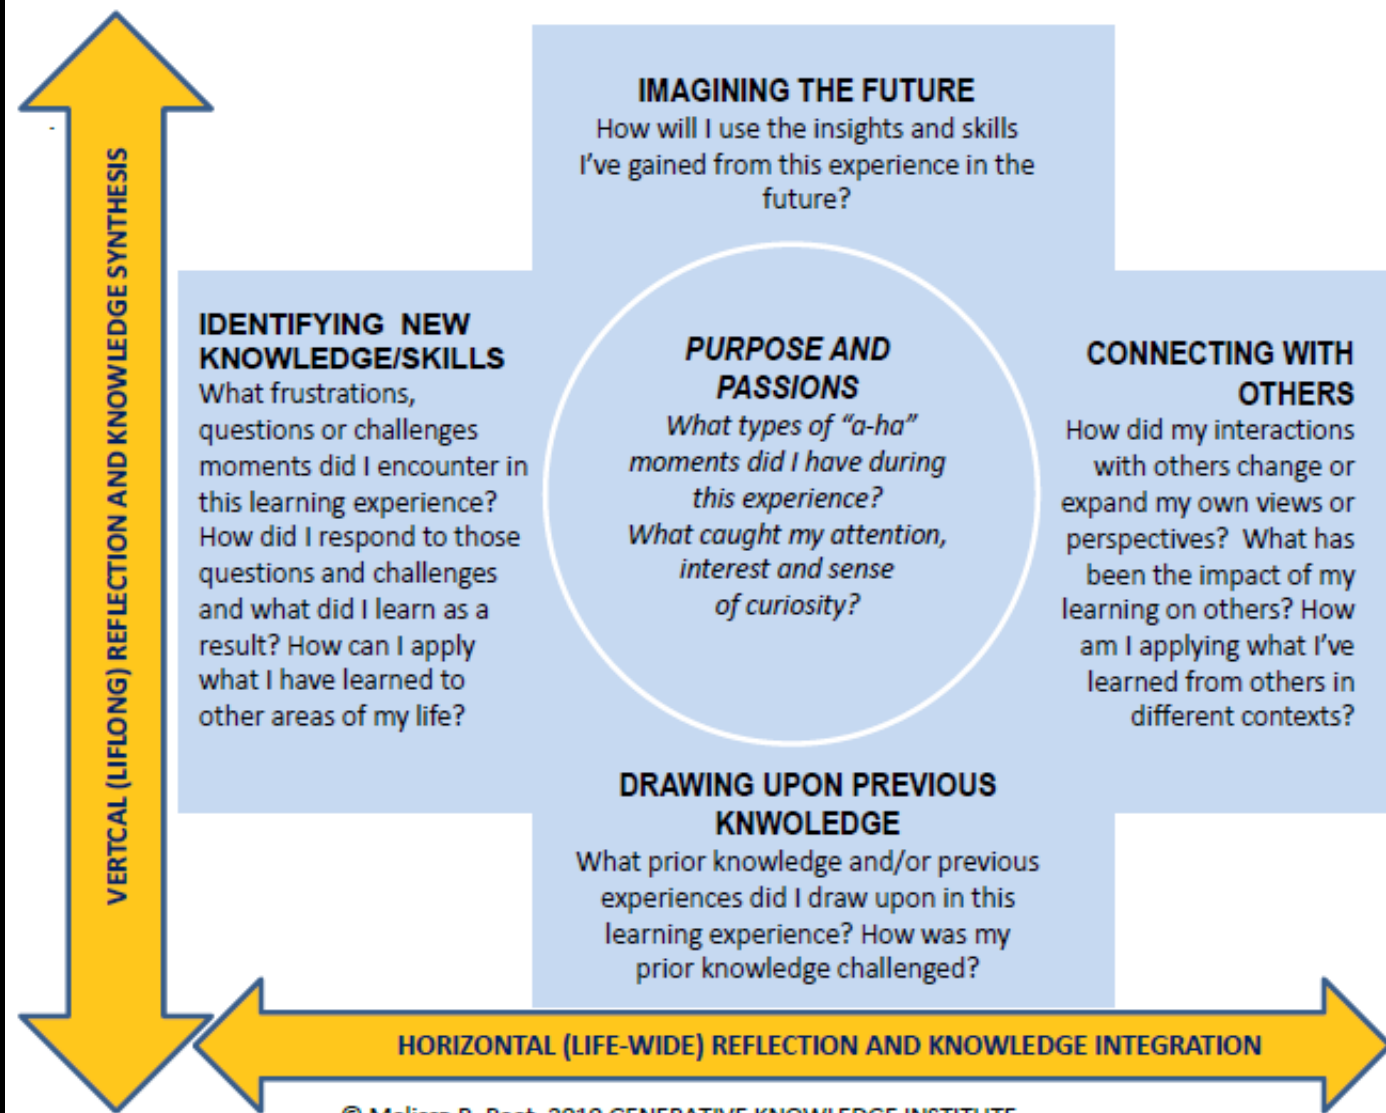 VERTCAL (LIFLONG) REFLECTION AND KNOWLEDGE SYNTHESIS
IMAGINING THE FUTURE
How will I use the insights and skills
I've gained from this experience in the
future?
IDENTIFYING NEW
KNOWLEDGE/SKILLS
What frustrations,
questions or challenges
moments did I encounter in
this learning experience?
How did I respond to those
questions and challenges
and what did I learn as a
result? How can I apply
what I have learned to
other areas of my life?
PURPOSE AND
PASSIONS
What types of “a-ha”
moments did I have during
this experience?
What caught my attention,
interest and sense
of curiosity?
CONNECTING WITH
OTHERS
How did my interactions
with others change or
expand my own views or
perspectives? What has
been the impact of my
learning on others? How
am I applying what I've
learned from others in
different contexts?
DRAWING UPON PREVIOUS
KNWOLEDGE
What prior knowledge and/or previous
experiences did I draw upon in this
learning experience? How was my
prior knowledge challenged?
HORIZONTAL (LIFE-WIDE) REFLECTION AND KNOWLEDGE INTEGRATION
© Melissa GENERATIVE KNOWLEDGE INSTITUTE